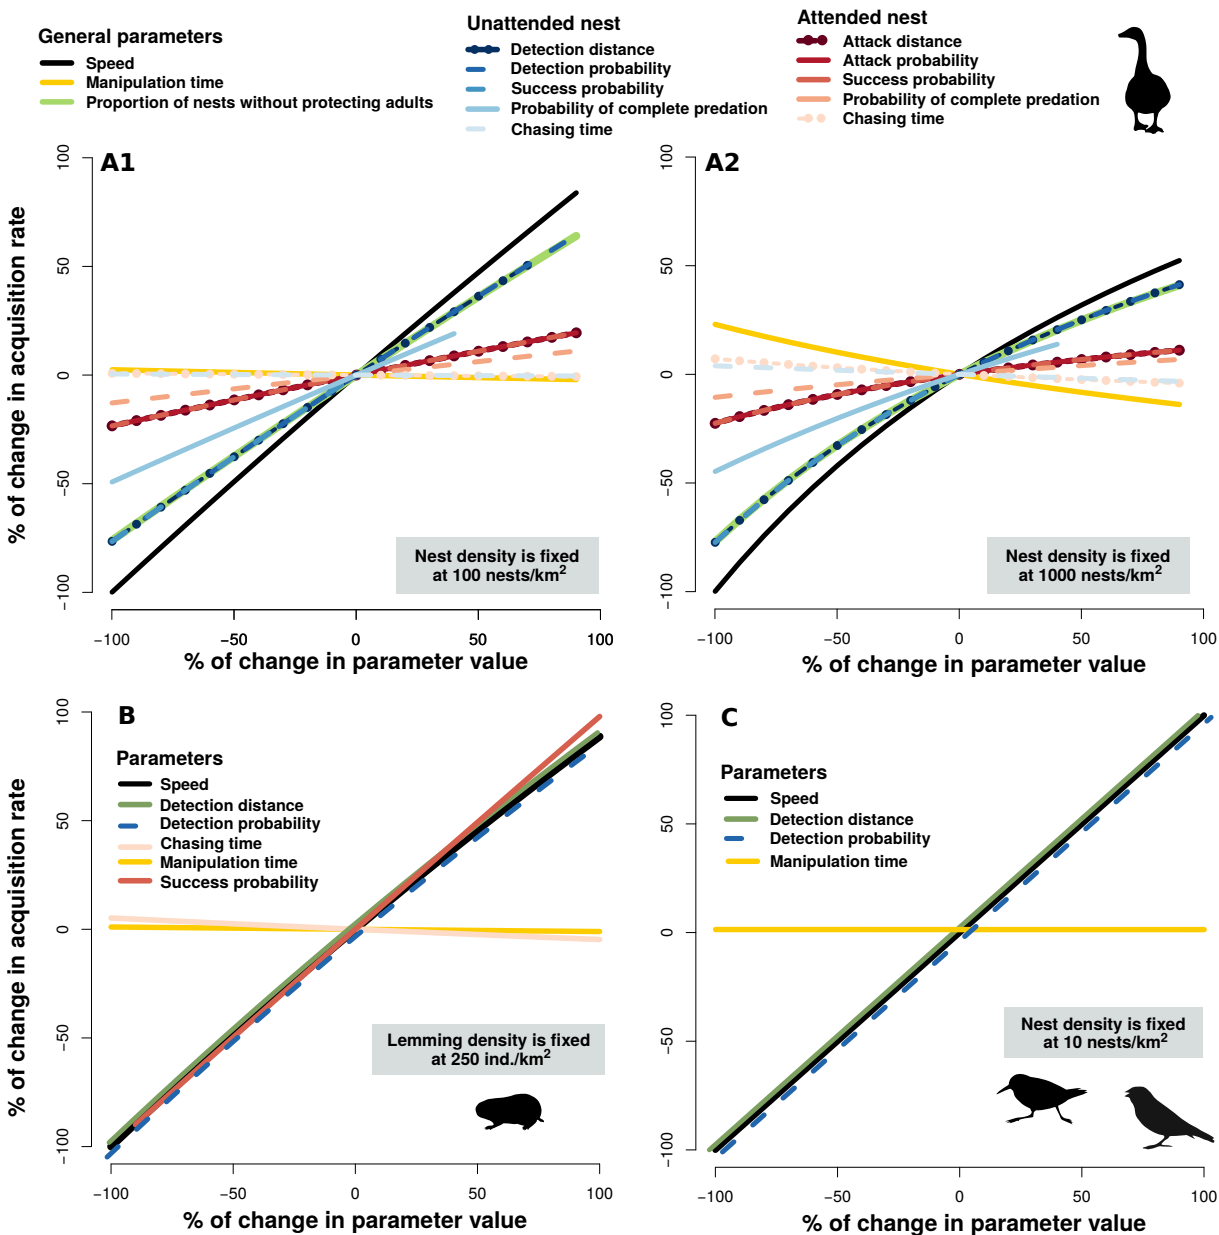 General parameters
Speed
Manipulation time
Proportion of nests without protecting adults
Unattended nest
Detection distance
Detection probability
Success probability
Probability of complete predation
Chasing time
Attended nest
Attack distance
Attack probability
Success probability
Probability of complete predation
Chasing time
A1
% of change in acquisition rate
100
50
0
−50
−100
Nest density is fixed
at 100 nests/km²
−100
−50
0
50
100
% of change in parameter value
A2
% of change in acquisition rate
100
50
0
−50
−100
Nest density is fixed
at 1000 nests/km²
−100
−50
0
50
100
% of change in parameter value
B
% of change in acquisition rate
100
50
0
−50
−100
Parameters
Speed
Detection distance
Detection probability
Chasing time
Manipulation time
Success probability
Lemming density is fixed
at 250 ind./km²
−100
−50
0
50
100
% of change in parameter value
C
100
50
0
−50
−100
Parameters
Speed
Detection distance
Detection probability
Manipulation time
Nest density is fixed
at 10 nests/km²
−100
−50
0
50
100
% of change in parameter value